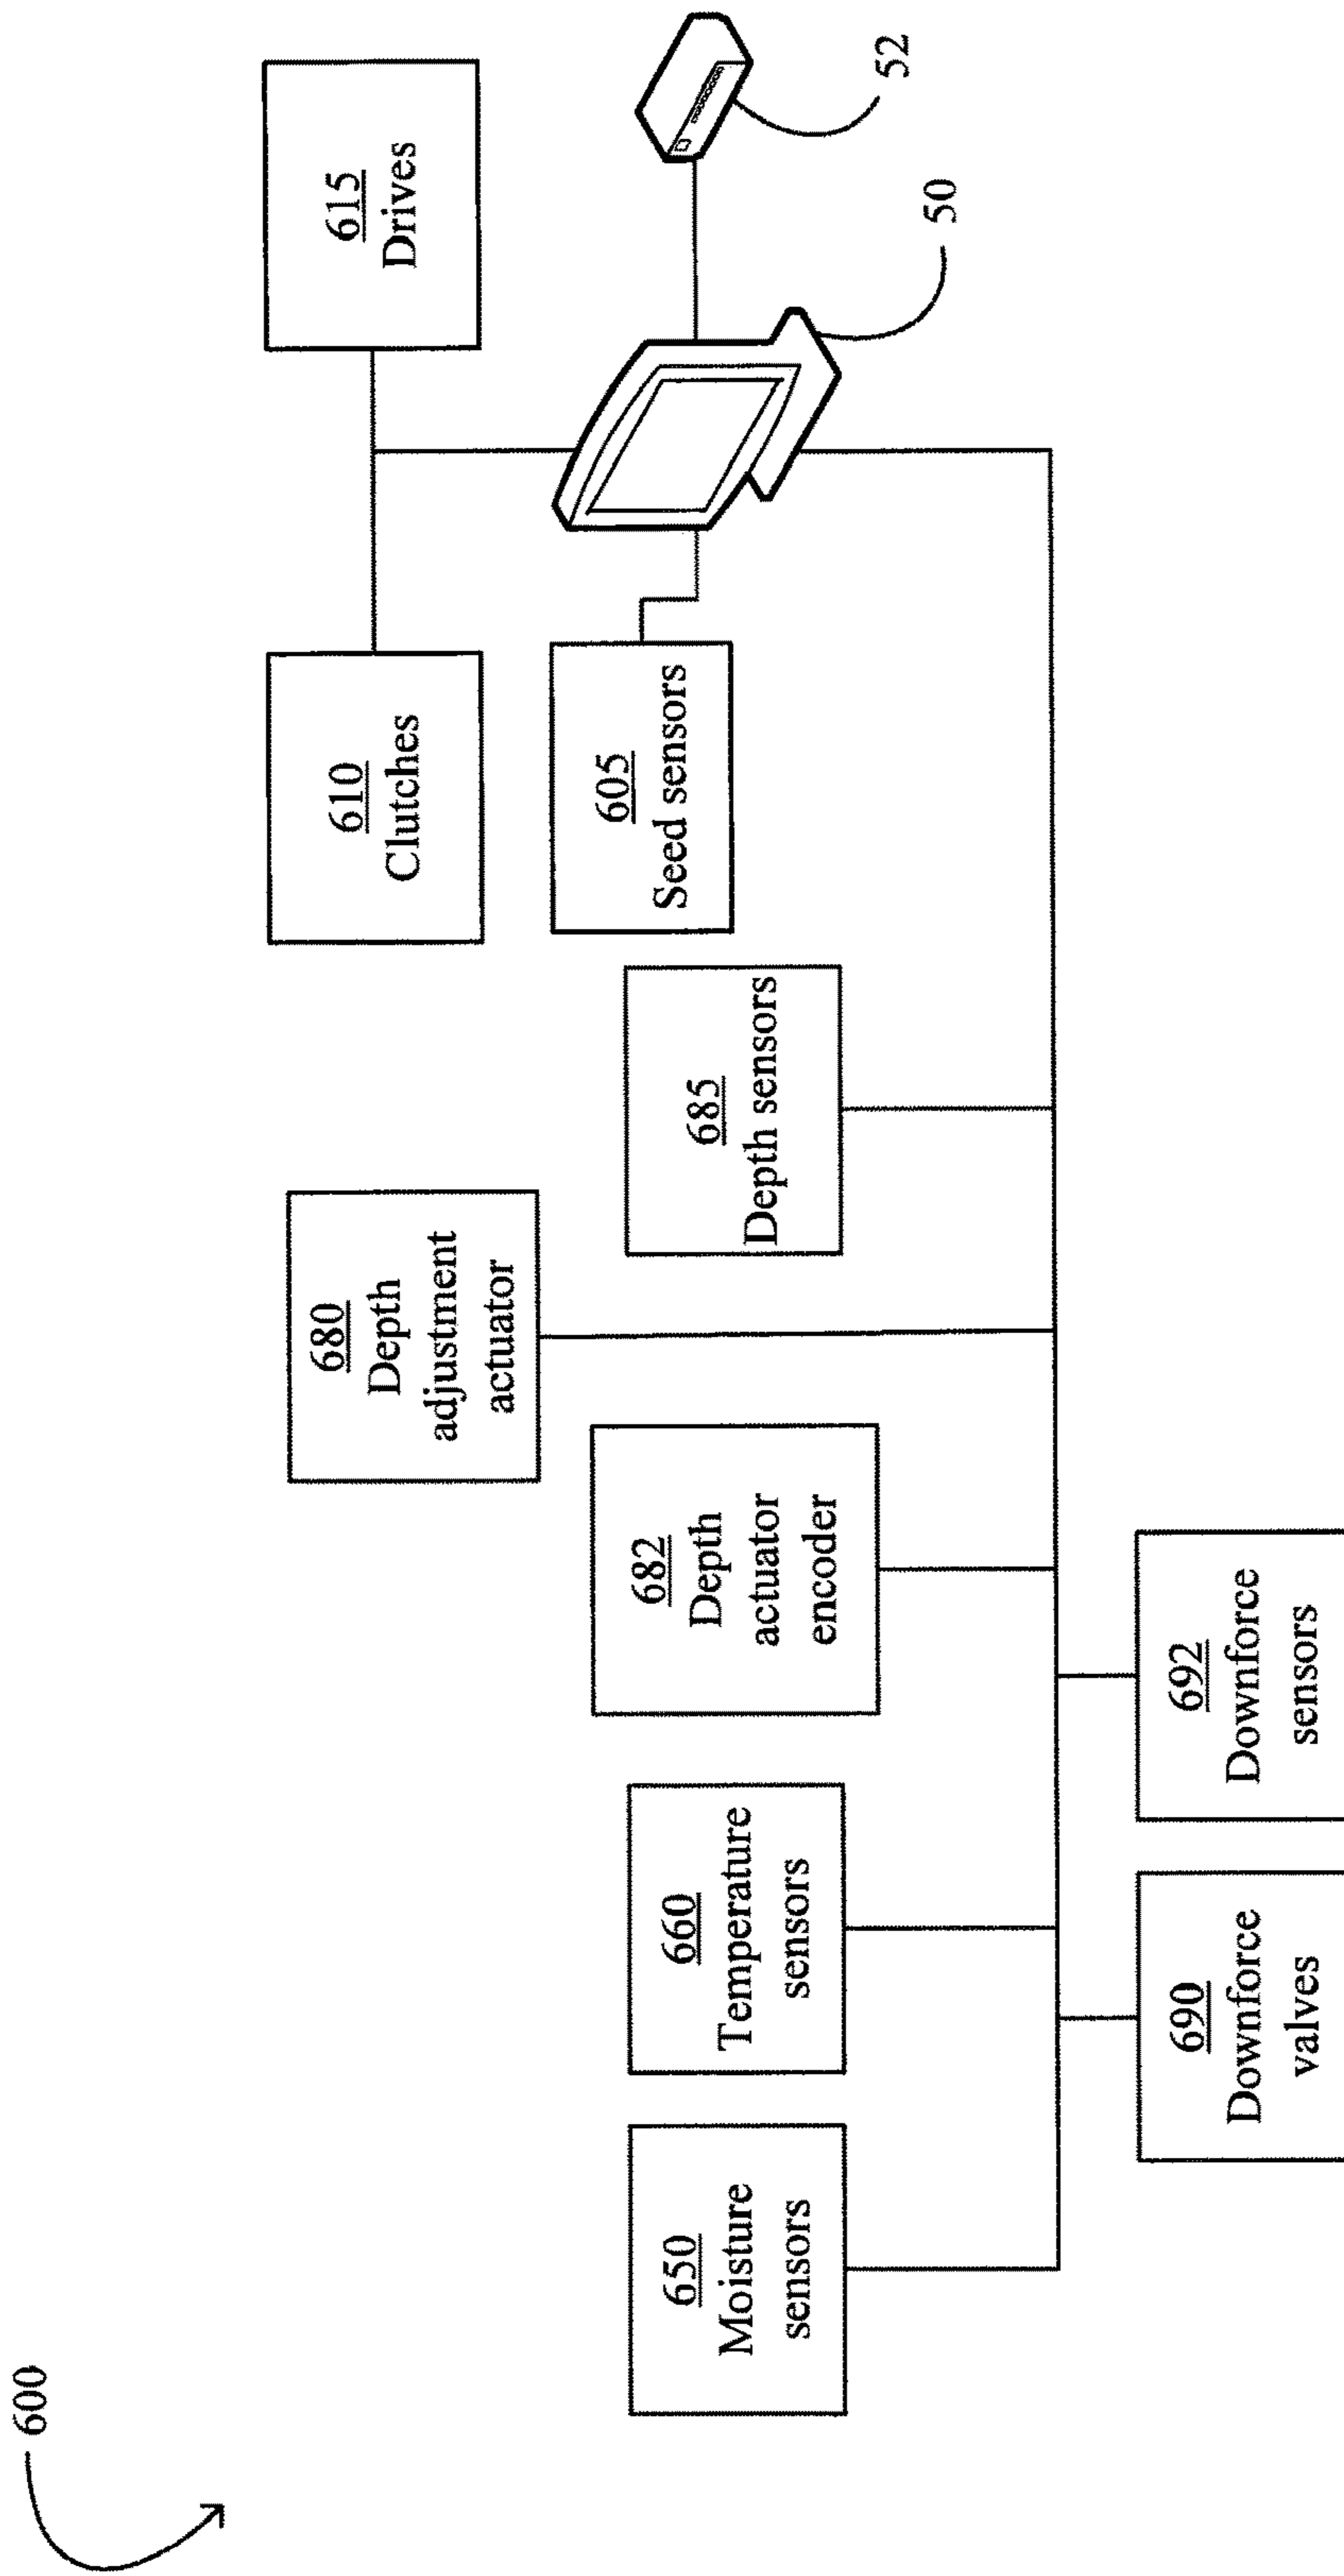 600
615
Drives
52
50
610
Clutches
605
Seed sensors
685
Depth sensors
680
Depth
adjustment
actuator
682
Depth
actuator
encoder
660
Temperature
sensors
650
Moisture
sensors
692
Downforce
sensors
690
Downforce
valves